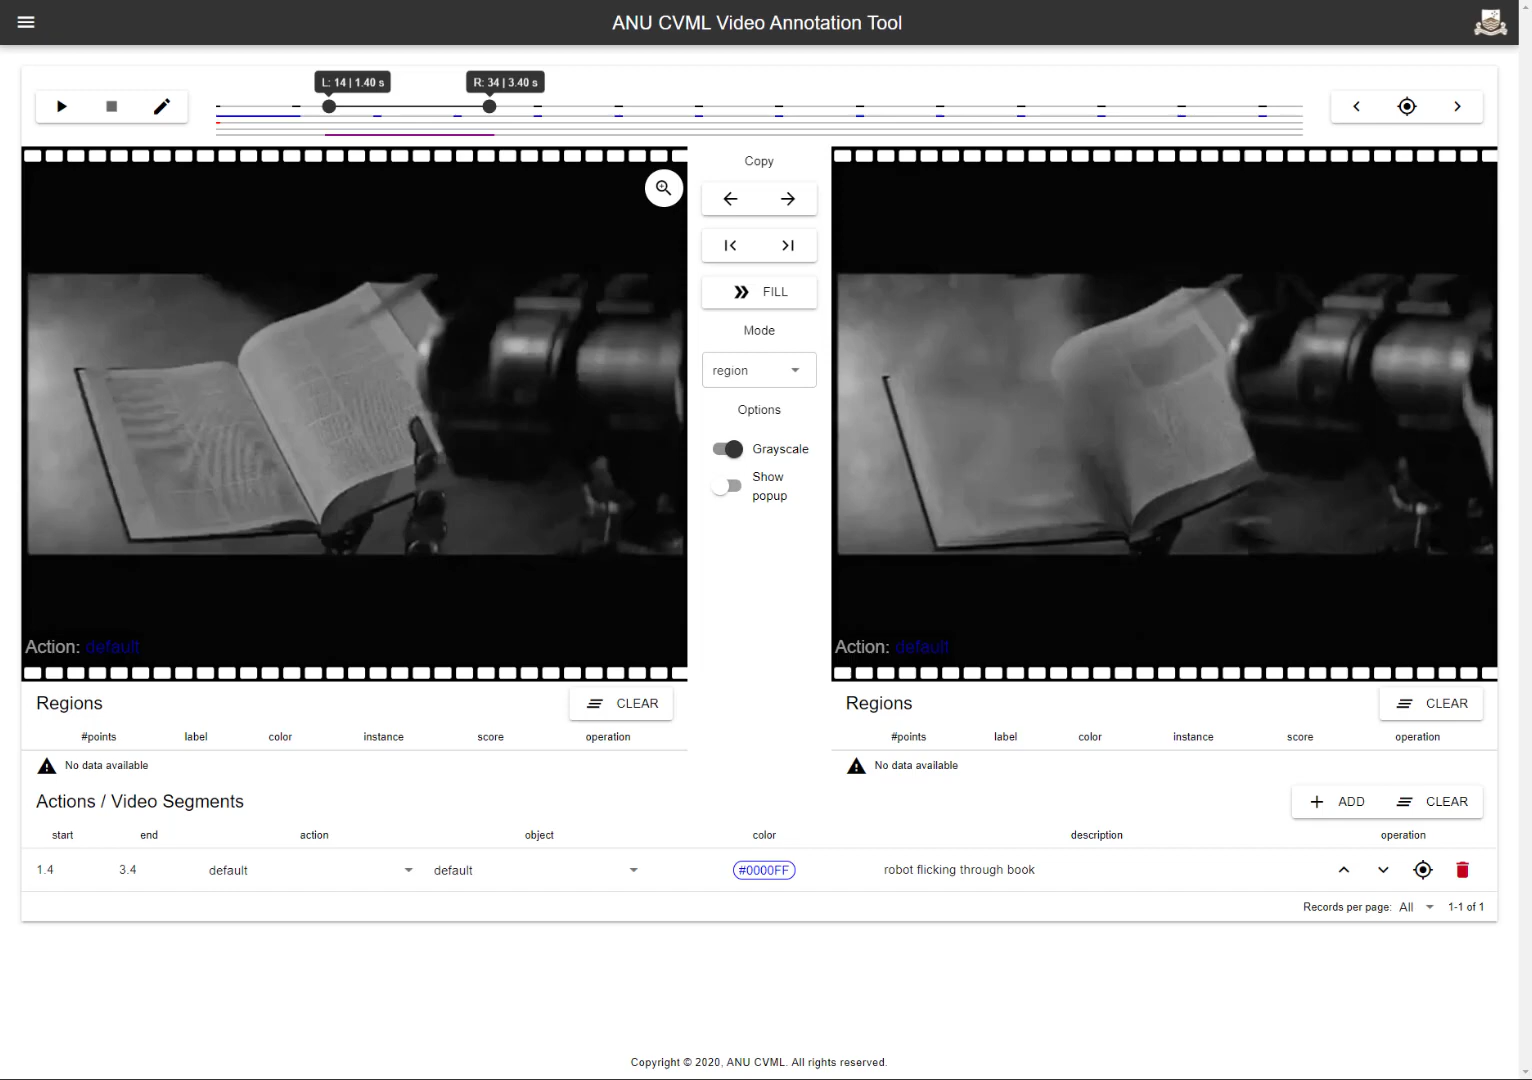 ANU CVML Video Annotation Tool
L: 14 | 1.40 s
R: 34 | 3.40 s
Copy
FILL
Mode
region
Options
Grayscale
Show
popup
Action: default
Action: default
Regions
CLEAR
Regions
CLEAR
#points label color instance score operation
#points label color instance score operation
No data available
No data available
Actions / Video Segments
ADD CLEAR
start end action object color description operation
1.4 3.4 default default #0000FF robot flicking through book
Records per page: All 1-1 of 1
Copyright © 2020, ANU CVML. All rights reserved.